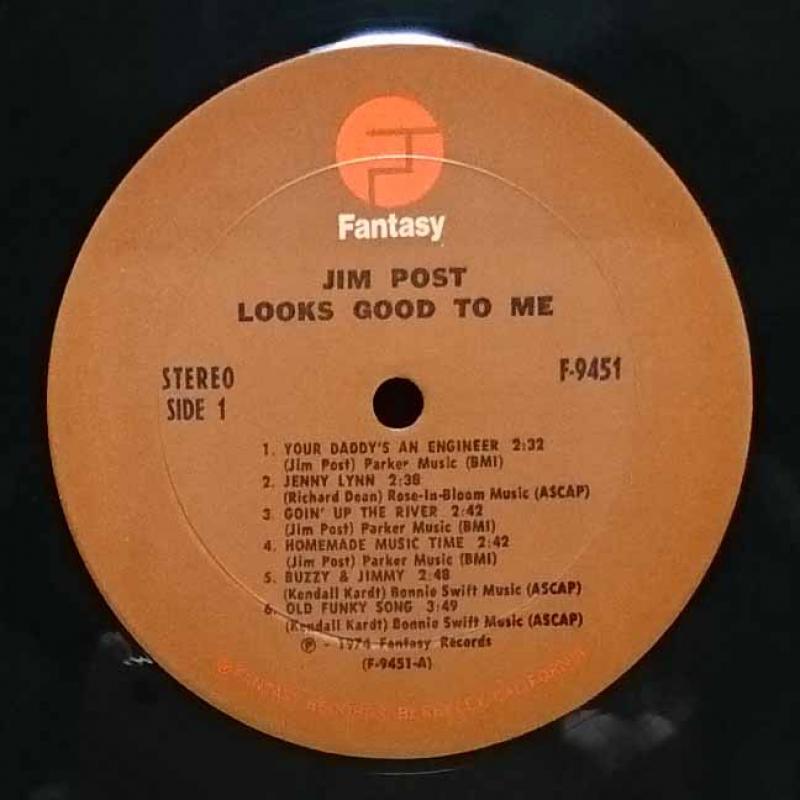 Fantasy
JIM POST
LOOKS GOOD TO ME
STEREO
SIDE 1
F-9451
1. YOUR DADDY'S AN ENGINEER 2:32
(Jim Post) Parker Music (BMI)
2. JENNY LYNN 2:38
(Richard Dean) Rose-In-Bloom Music (ASCAP)
3. GOIN' UP THE RIVER 2:42
(Jim Post) Parker Music (BMI)
4. HOMEMADE MUSIC TIME 2:42
(Jim Post) Parker Music (BMI)
5. BUZZY & JIMMY 2:48
(Kendall Kardt) Bonnie Swift Music (ASCAP)
6. OLD FUNKY SONG 3:49
(Kendall Kardt) Bonnie Swift Music (ASCAP)
℗ - 1974 Fantasy Records
(F-9451-A)
© FANTASY RECORDS, BERKELEY, CALIFORNIA